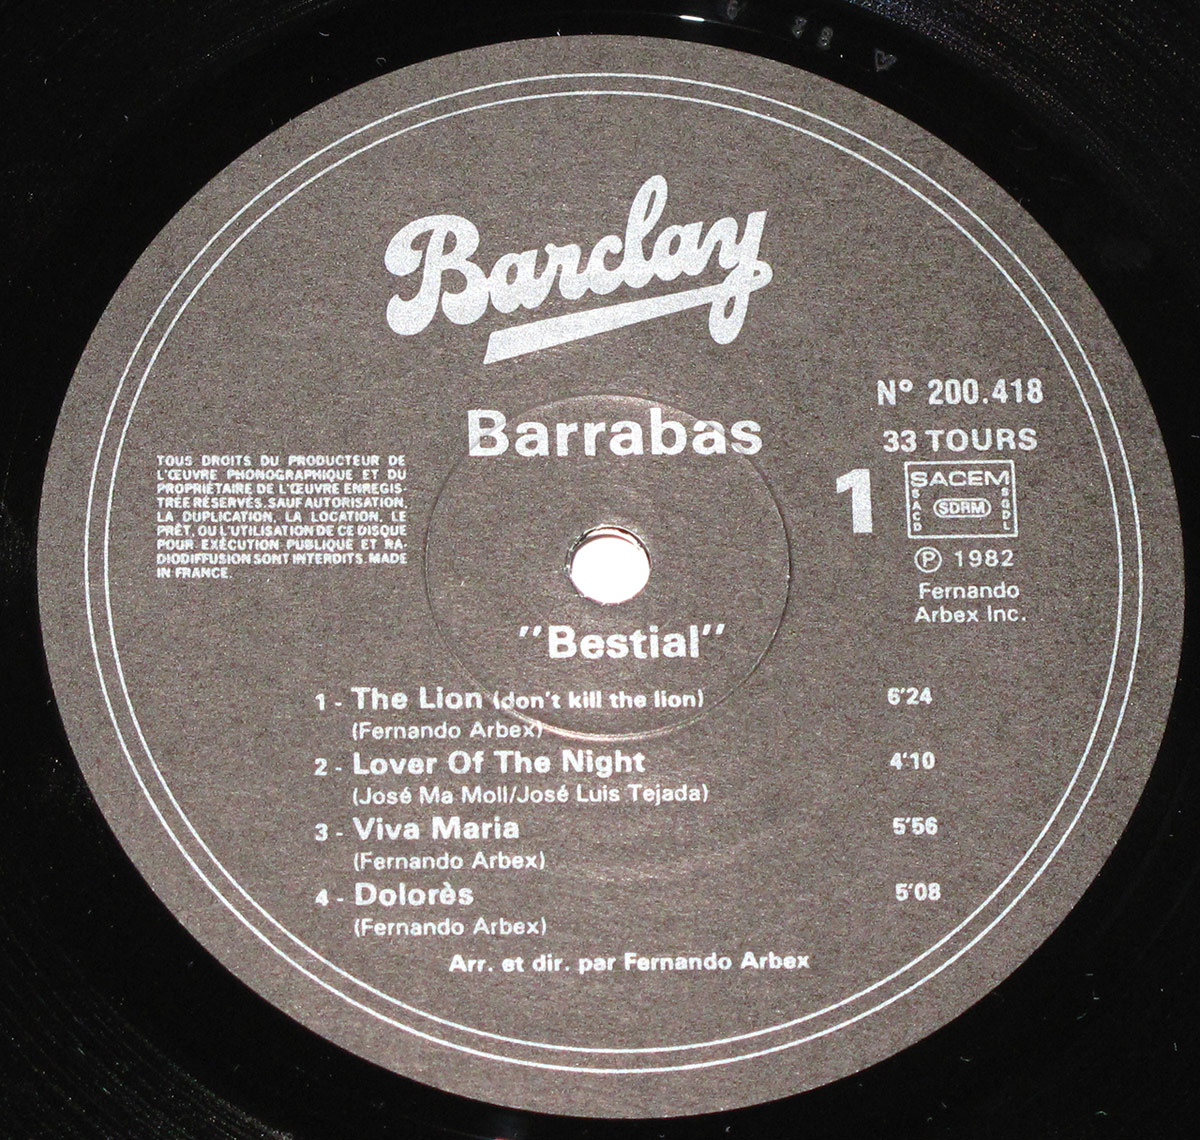 Barclay
Barrabas
Nº 200.418
33 TOURS
1
SACEM
SACD
SDRM
SGDL
℗ 1982
Fernando
Arbex Inc.
TOUS DROITS DU PRODUCTEUR DE
L'ŒUVRE PHONOGRAPHIQUE ET DU
PROPRIÉTAIRE DE L'ŒUVRE ENREGIS-
TRÉE RÉSERVÉS. SAUF AUTORISATION,
LA DUPLICATION, LA LOCATION, LE
PRÊT, OU L'UTILISATION DE CE DISQUE
POUR EXÉCUTION PUBLIQUE ET RA-
DIODIFFUSION SONT INTERDITS. MADE
IN FRANCE.
"Bestial"
1 - The Lion (don't kill the lion) 6'24
(Fernando Arbex)
2 - Lover Of The Night 4'10
(José Ma Moll/José Luis Tejada)
3 - Viva Maria 5'56
(Fernando Arbex)
4 - Dolorès 5'08
(Fernando Arbex)
Arr. et dir. par Fernando Arbex